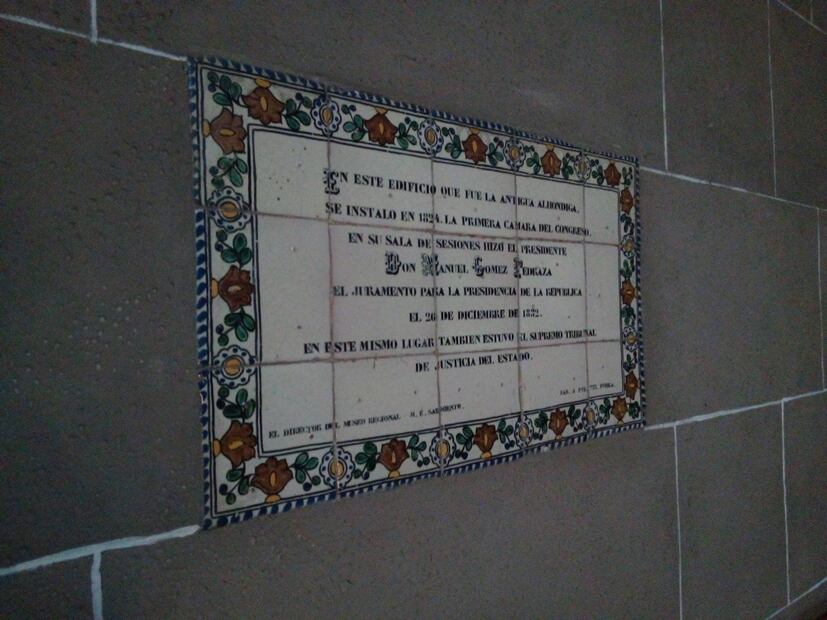 EN ESTE EDIFICIO QUE FUE LA ANTIGUA ALHONDIGA,
SE INSTALO EN 1824, LA PRIMERA CAMARA DEL CONGRESO.
EN SU SALA DE SESIONES HIZO EL PRESIDENTE
DON MANUEL GOMEZ PEDRAZA
EL JURAMENTO PARA LA PRESIDENCIA DE LA REPUBLICA
EL 26 DE DICIEMBRE DE 1832.
EN ESTE MISMO LUGAR TAMBIEN ESTUVO EL SUPREMO TRIBUNAL
DE JUSTICIA DEL ESTADO.
EL DIRECTOR DEL MUSEO REGIONAL - M. E. SARMIENTO.
PUEBLA.